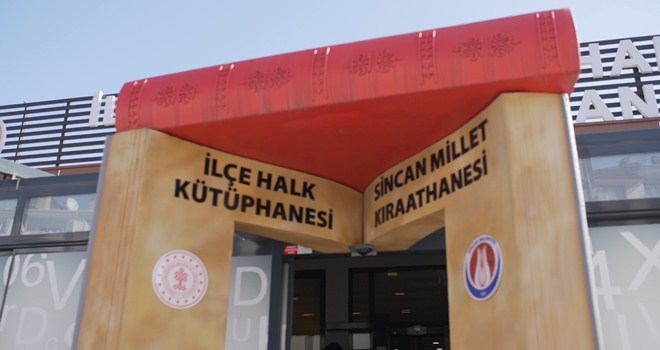 İLÇE HALK
KÜTÜPHANESİ
SİNCAN MİLLET
KIRAATHANESİ